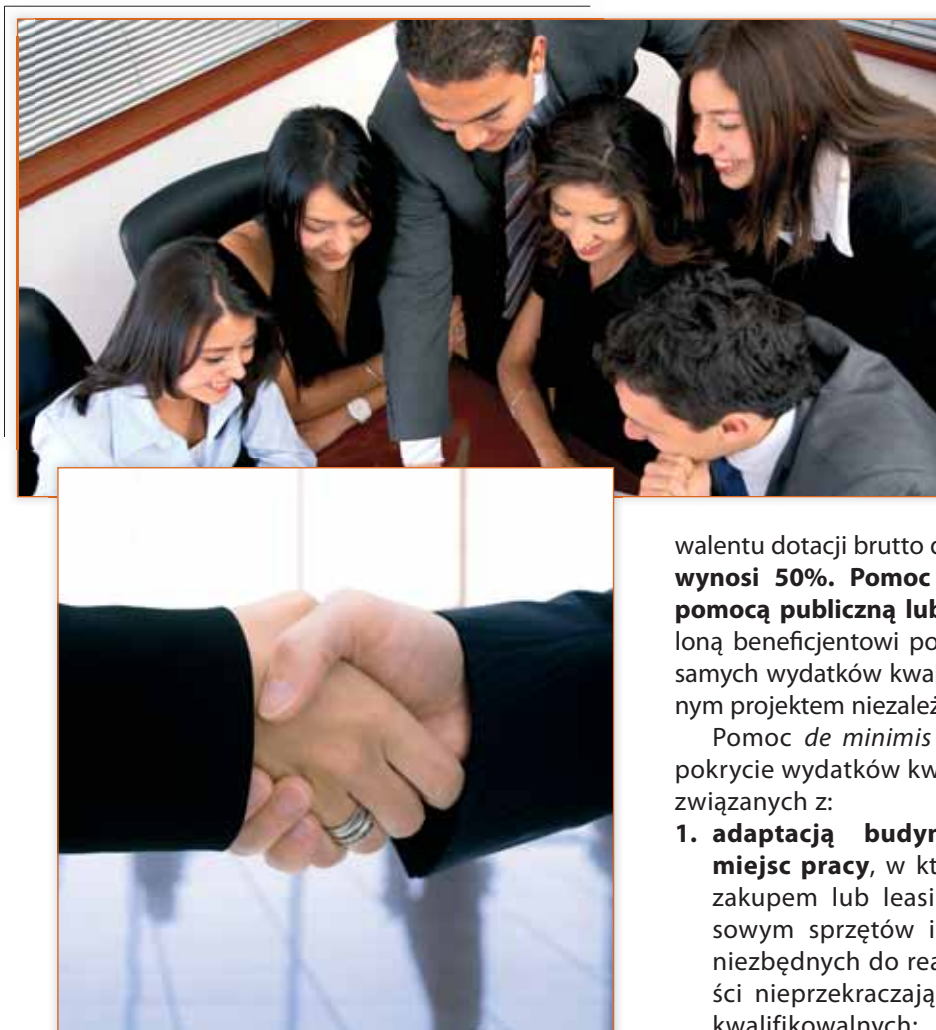 walentu dotacji brutto
wynosi 50%. Pomoc
pomocą publiczną lub
loną beneficjentowi po
samych wydatków kwa
nym projektem niezależ
Pomoc de minimis
pokrycie wydatków kw
związanych z:
1. adaptacją budyn
miejsc pracy, w kt
zakupem lub leasi
sowym sprzętów i
niezbędnych do rea
ści nieprzekraczają
kwalifikowalnych: